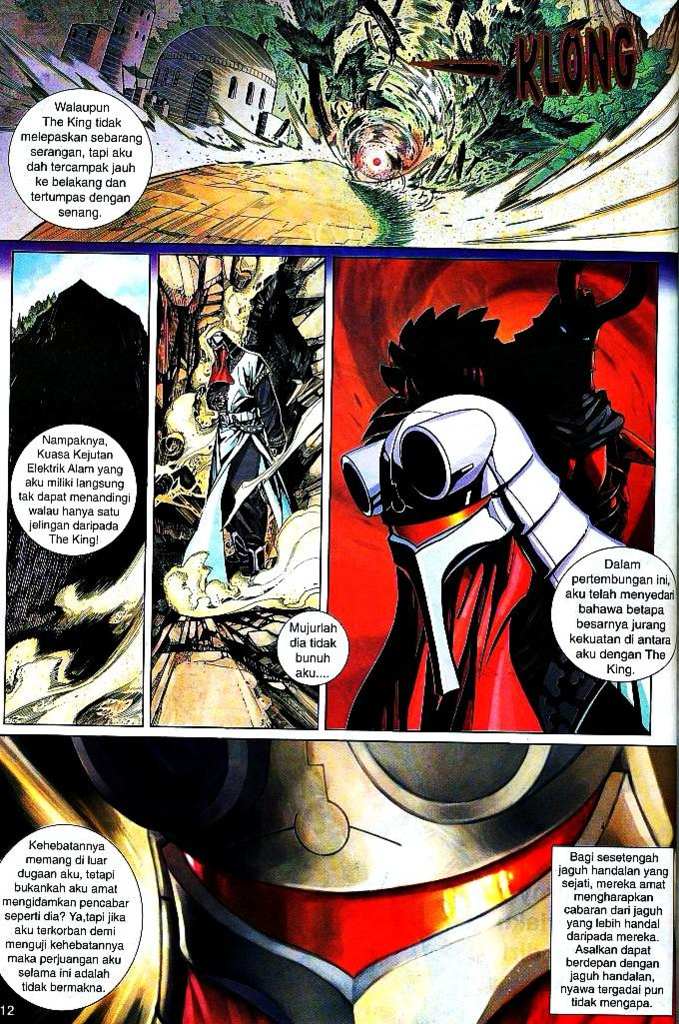 KLONG
Walaupun
The King tidak
melepaskan sebarang
serangan, tapi aku
dah tercampak jauh
ke belakang dan
tertumpas dengan
senang.
Nampaknya,
Kuasa Kejutan
Elektrik Alam yang
aku miliki langsung
tak dapat menandingi
walau hanya satu
jelingan daripada
The King!
Mujurlah
dia tidak
bunuh
aku....
Dalam
pertembungan ini,
aku telah menyedari
bahawa betapa
besarnya jurang
kekuatan di antara
aku dengan The
King.
Kehebatannya
memang di luar
dugaan aku, tetapi
bukankah aku amat
mengidamkan pencabar
seperti dia? Ya,tapi jika
aku terkorban demi
menguji kehebatannya
maka perjuangan aku
selama ini adalah
tidak bermakna.
Bagi sesetengah
jaguh handalan yang
sejati, mereka amat
mengharapkan
cabaran dari jaguh
yang lebih handal
daripada mereka.
Asalkan dapat
berdepan dengan
jaguh handalan,
nyawa tergadai pun
tidak mengapa.
12